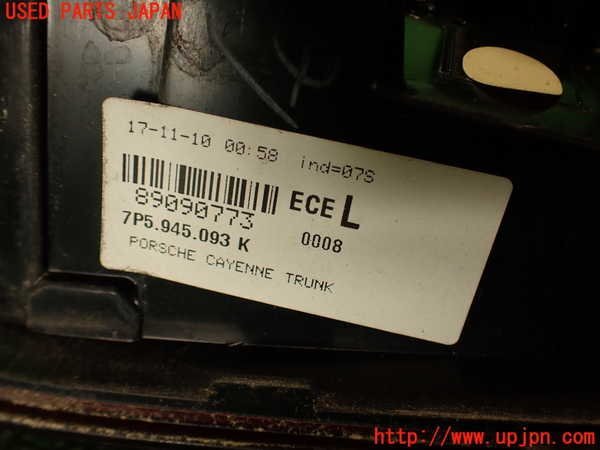 USED PARTS JAPAN
17-11-10 00:58 ind=07S
89090773
ECE L
7P5.945.093 K
0008
PORSCHE CAYENNE TRUNK
http://www.upjpn.com/